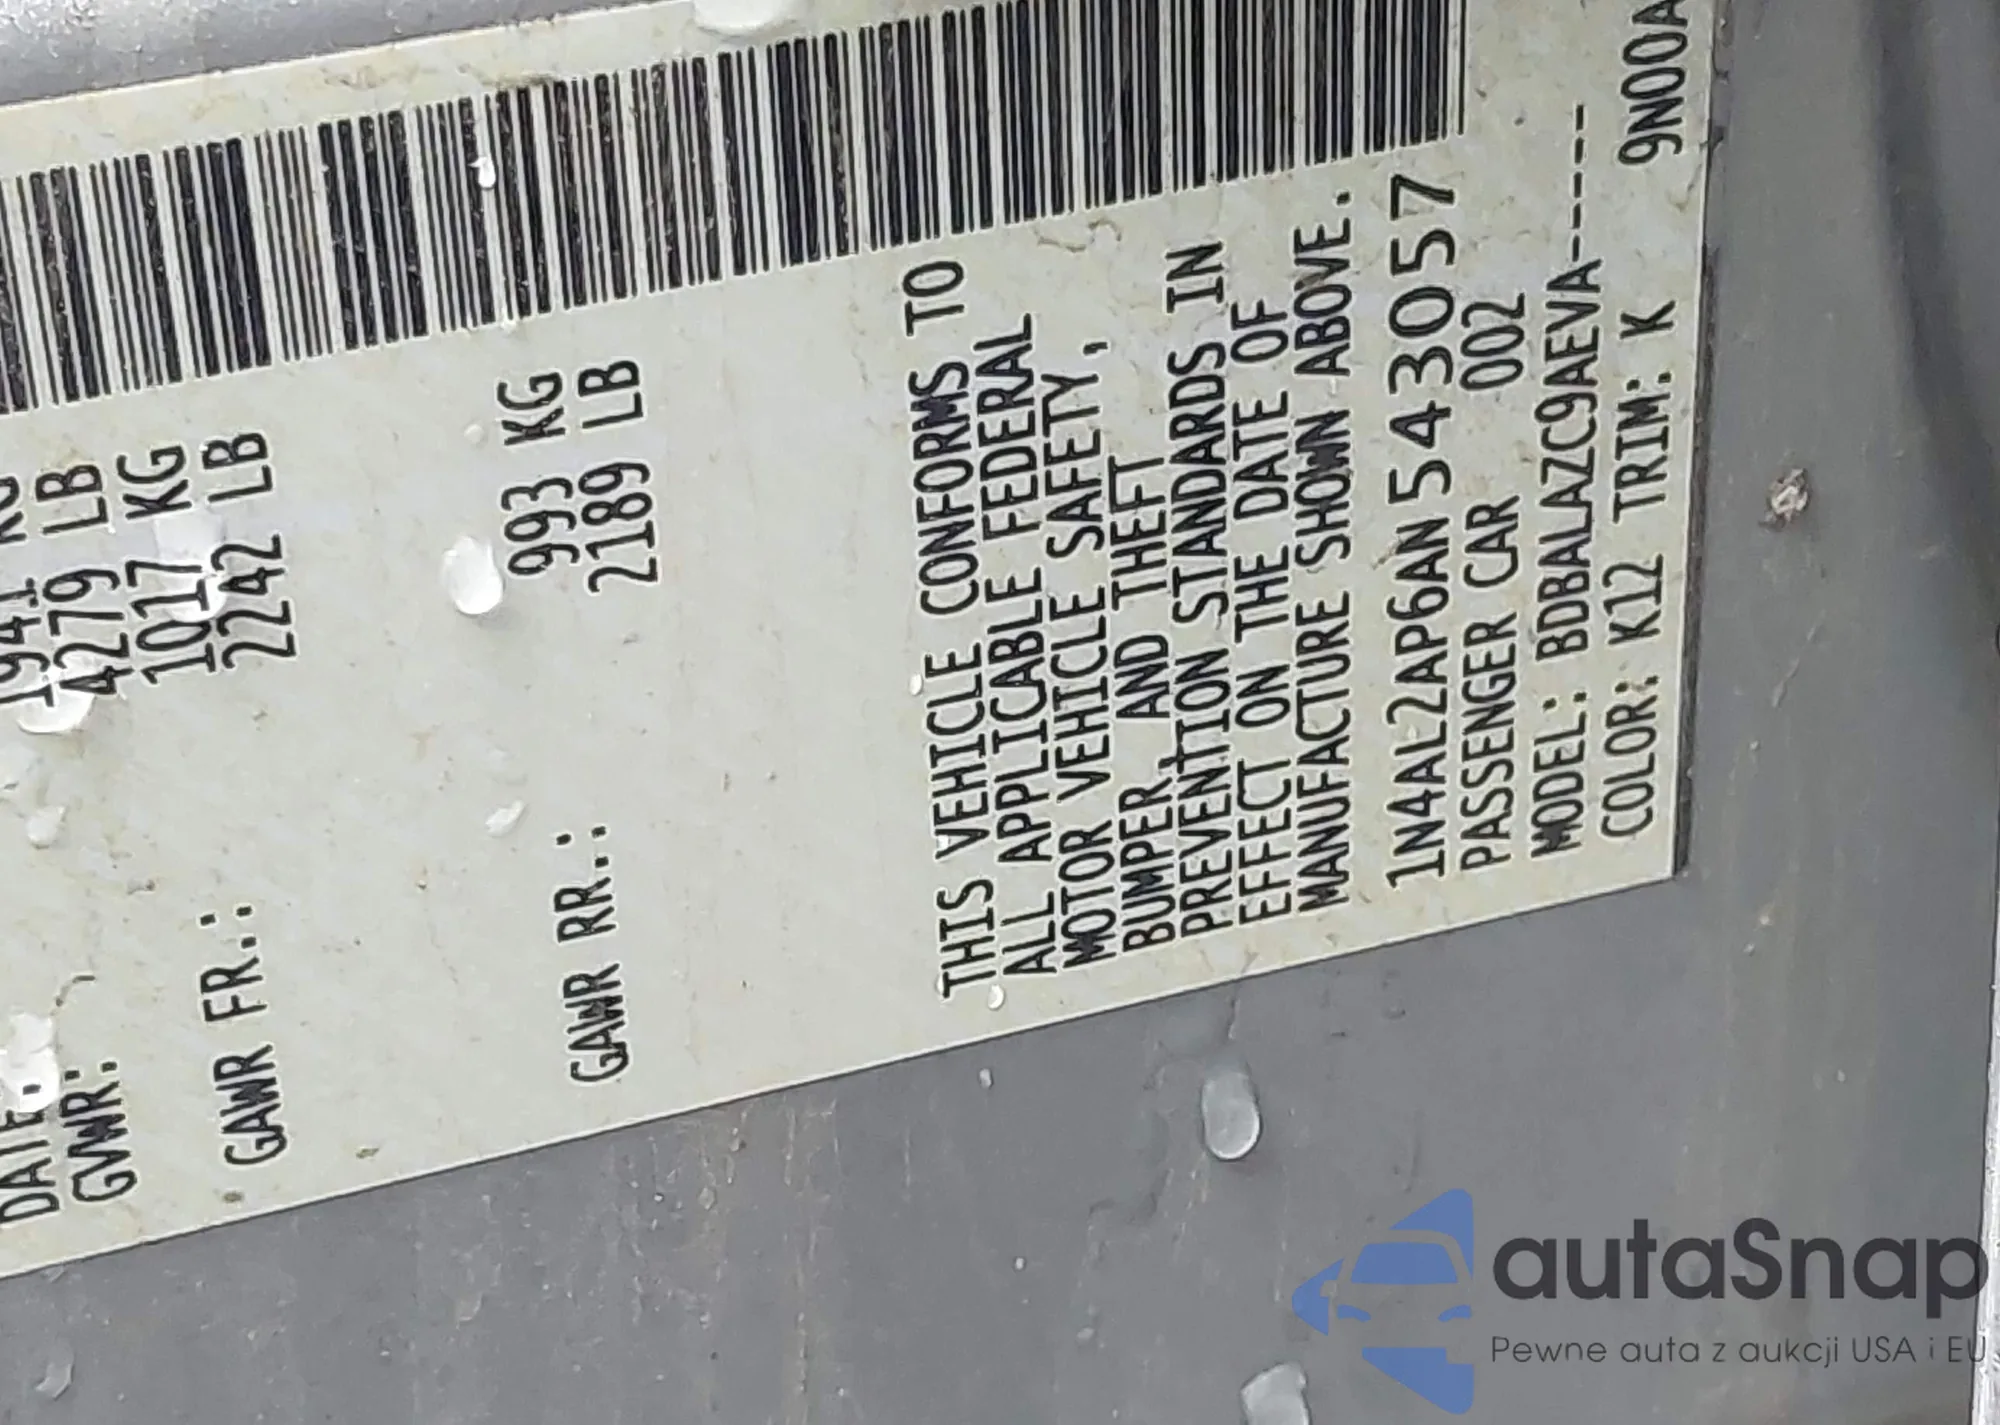 DATE:
GVWR: 1941 KG
4279 LB
GAWR FR.: 1017 KG
2242 LB
GAWR RR.: 993 KG
2189 LB
THIS VEHICLE CONFORMS TO
ALL APPLICABLE FEDERAL
MOTOR VEHICLE SAFETY,
BUMPER, AND THEFT
PREVENTION STANDARDS IN
EFFECT ON THE DATE OF
MANUFACTURE SHOWN ABOVE.
1N4AL2AP6AN543057
PASSENGER CAR 002
MODEL: BDBALAZC9AEVA------
COLOR: K12 TRIM: K 9N00A
autaSnap
Pewne auta z aukcji USA i EU